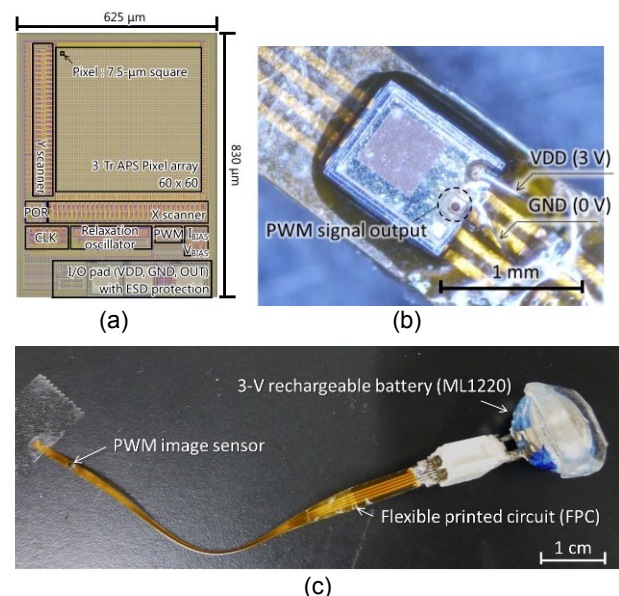 625 μm
830 μm
Pixel : 7.5-μm square
Y scanner
3-Tr APS Pixel array
60 x 60
POR
X scanner
CLK
Relaxation
oscillator
PWM
IBIAS
VBIAS
I/O pad (VDD, GND, OUT)
with ESD protection
(a)
VDD (3 V)
GND (0 V)
PWM signal output
1 mm
(b)
3-V rechargeable battery (ML1220)
PWM image sensor
Flexible printed circuit (FPC)
1 cm
(c)